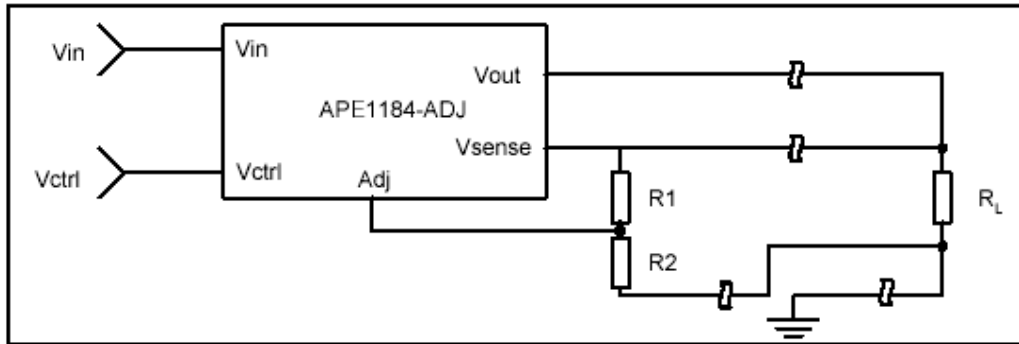 Vin
Vin
Vout
APE1184-ADJ
Vsense
Vctrl
Vctrl
Adj
R1
RL
R2